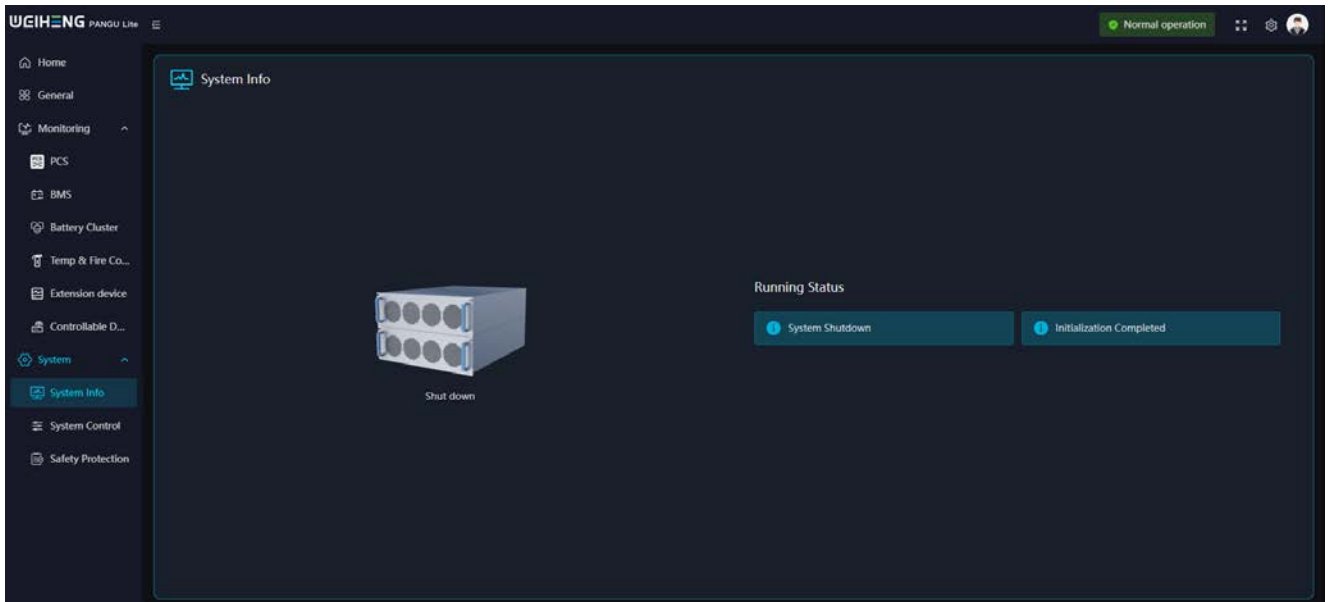 WEIHENG PANGU Lite
Normal operation
Home
General
Monitoring
PCS
BMS
Battery Cluster
Temp & Fire Co...
Extension device
Controllable D...
System
System Info
System Control
Safety Protection
System Info
Shut down
Running Status
System Shutdown
Initialization Completed